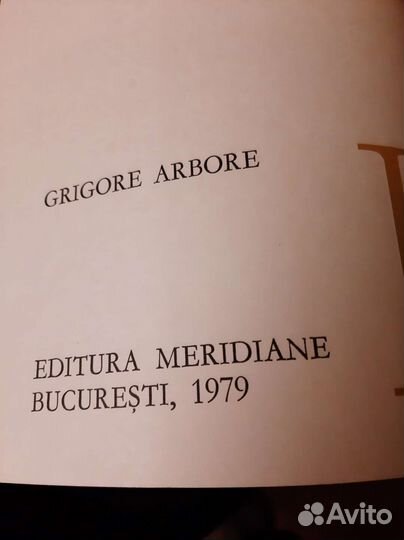 GRIGORE ARBORE
EDITURA MERIDIANE
BUCUREȘTI, 1979
Avito